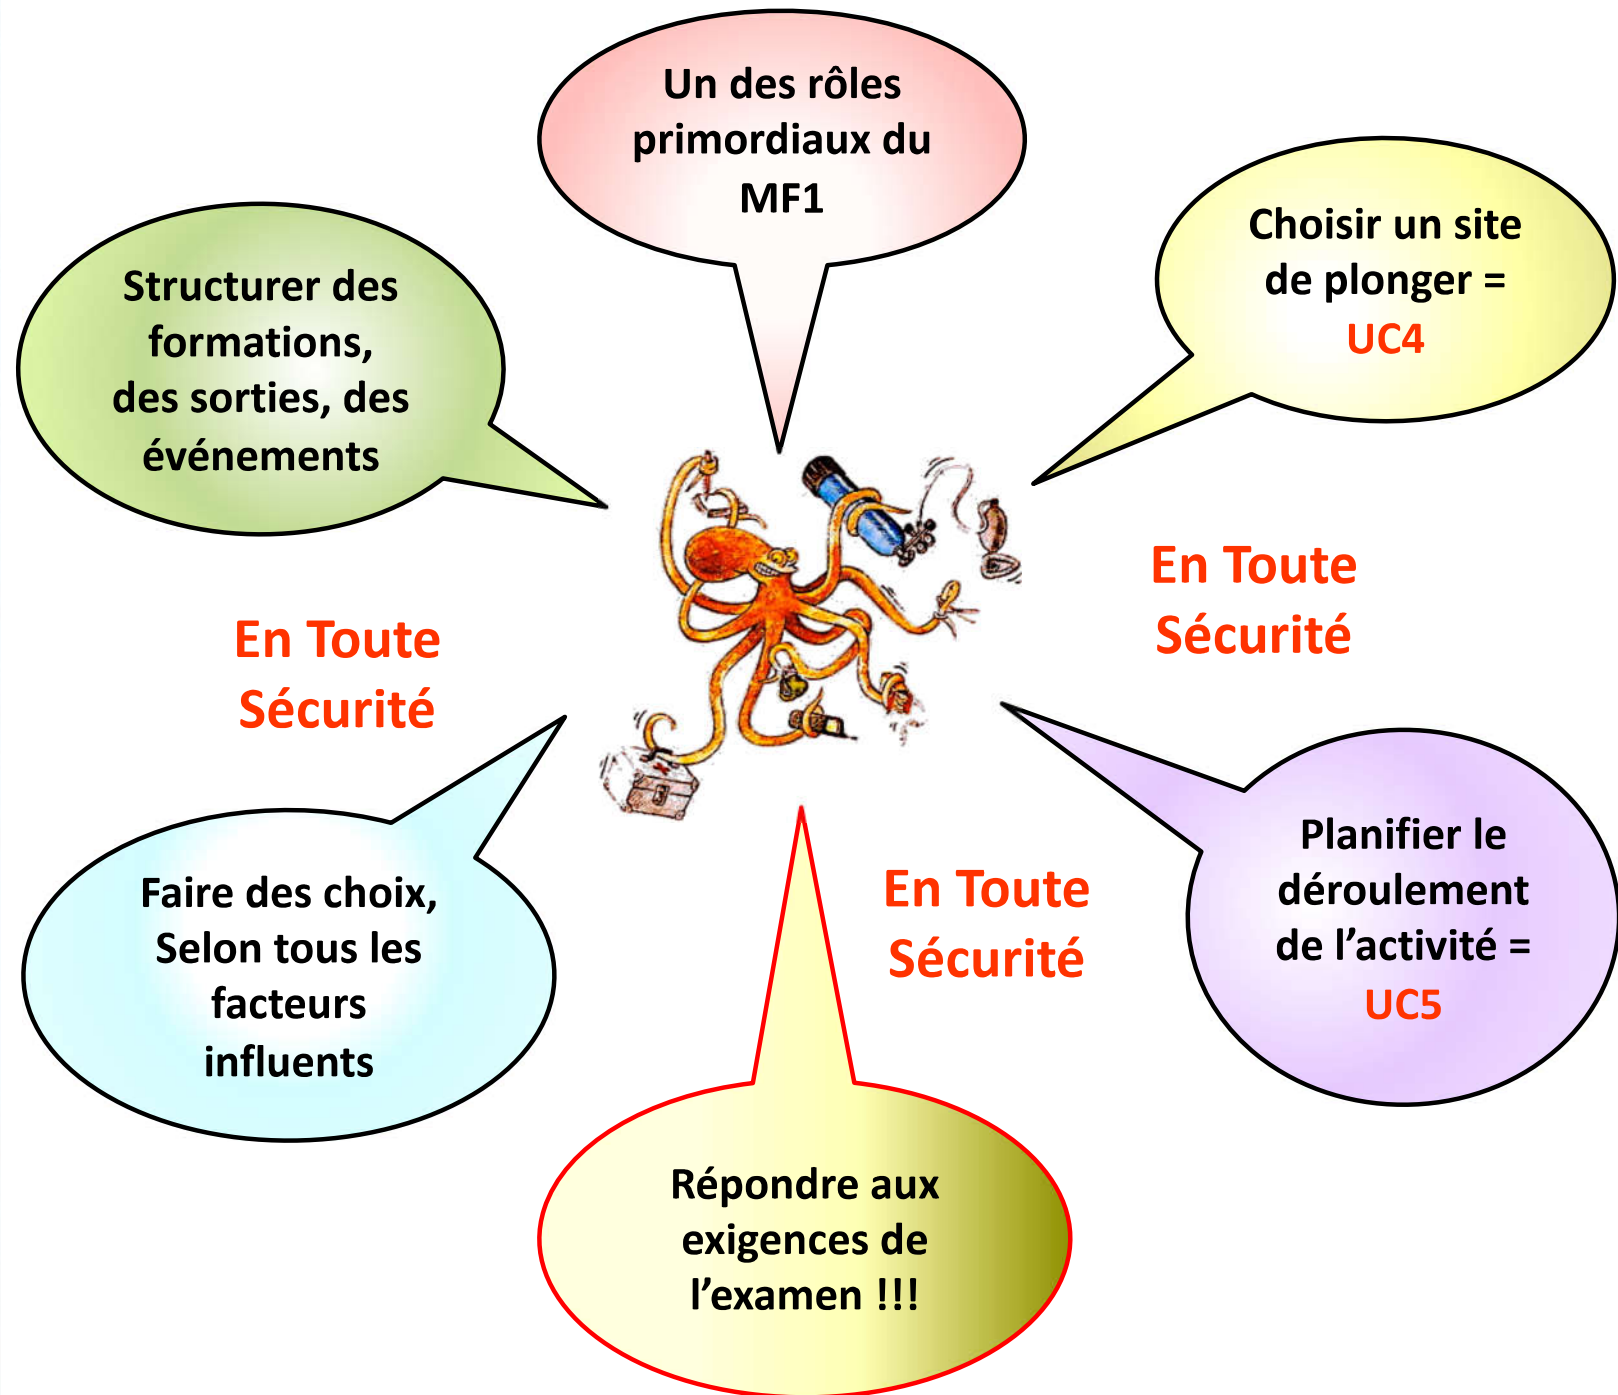 Un des rôles
primordiaux du
MF1
Choisir un site
de plonger =
UC4
Structurer des
formations,
des sorties, des
événements
En Toute
Sécurité
En Toute
Sécurité
Planifier le
déroulement
de l’activité =
UC5
Faire des choix,
Selon tous les
facteurs
influents
En Toute
Sécurité
Répondre aux
exigences de
l’examen !!!